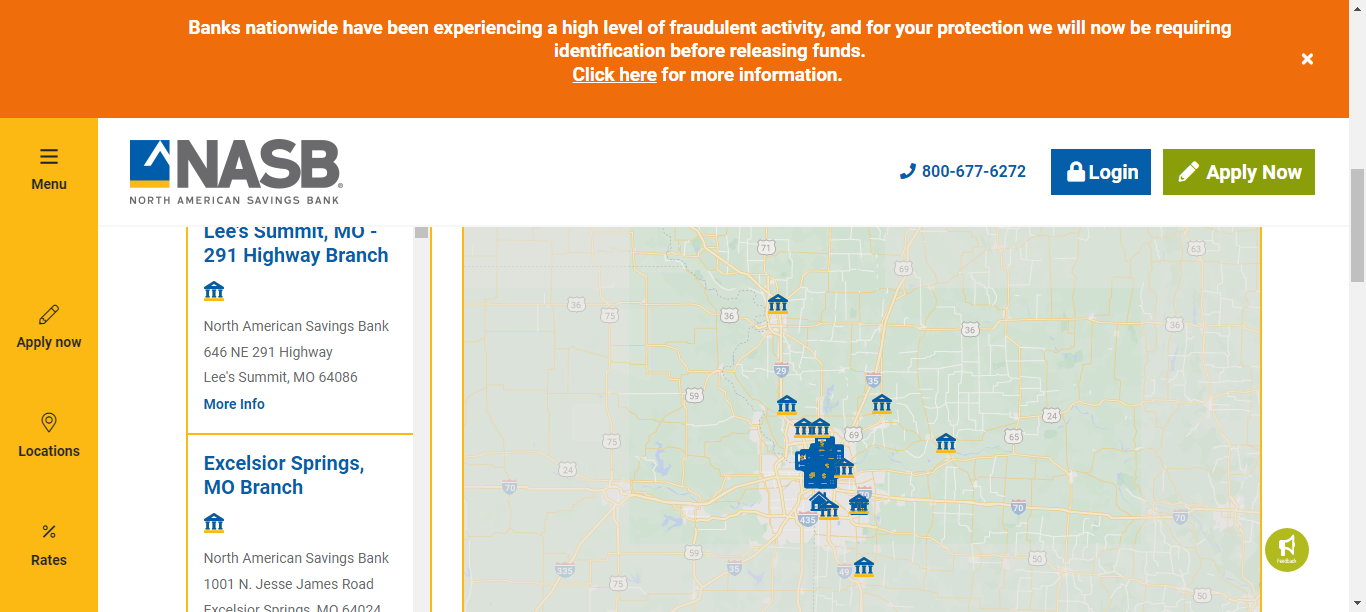 Banks nationwide have been experiencing a high level of fraudulent activity, and for your protection we will now be requiring
identification before releasing funds.
Click here for more information.
Menu
Apply now
Locations
Rates
NASB®
NORTH AMERICAN SAVINGS BANK
800-677-6272
Login
Apply Now
Lee's Summit, MO -
291 Highway Branch
North American Savings Bank
646 NE 291 Highway
Lee's Summit, MO 64086
More Info
Excelsior Springs,
MO Branch
North American Savings Bank
1001 N. Jesse James Road
Excelsior Springs, MO 64024
71
63
69
36
75
36
36
36
29
35
59
24
69
65
75
24
70
70
70
435
59
50
335
75
35
49
50
Feedback